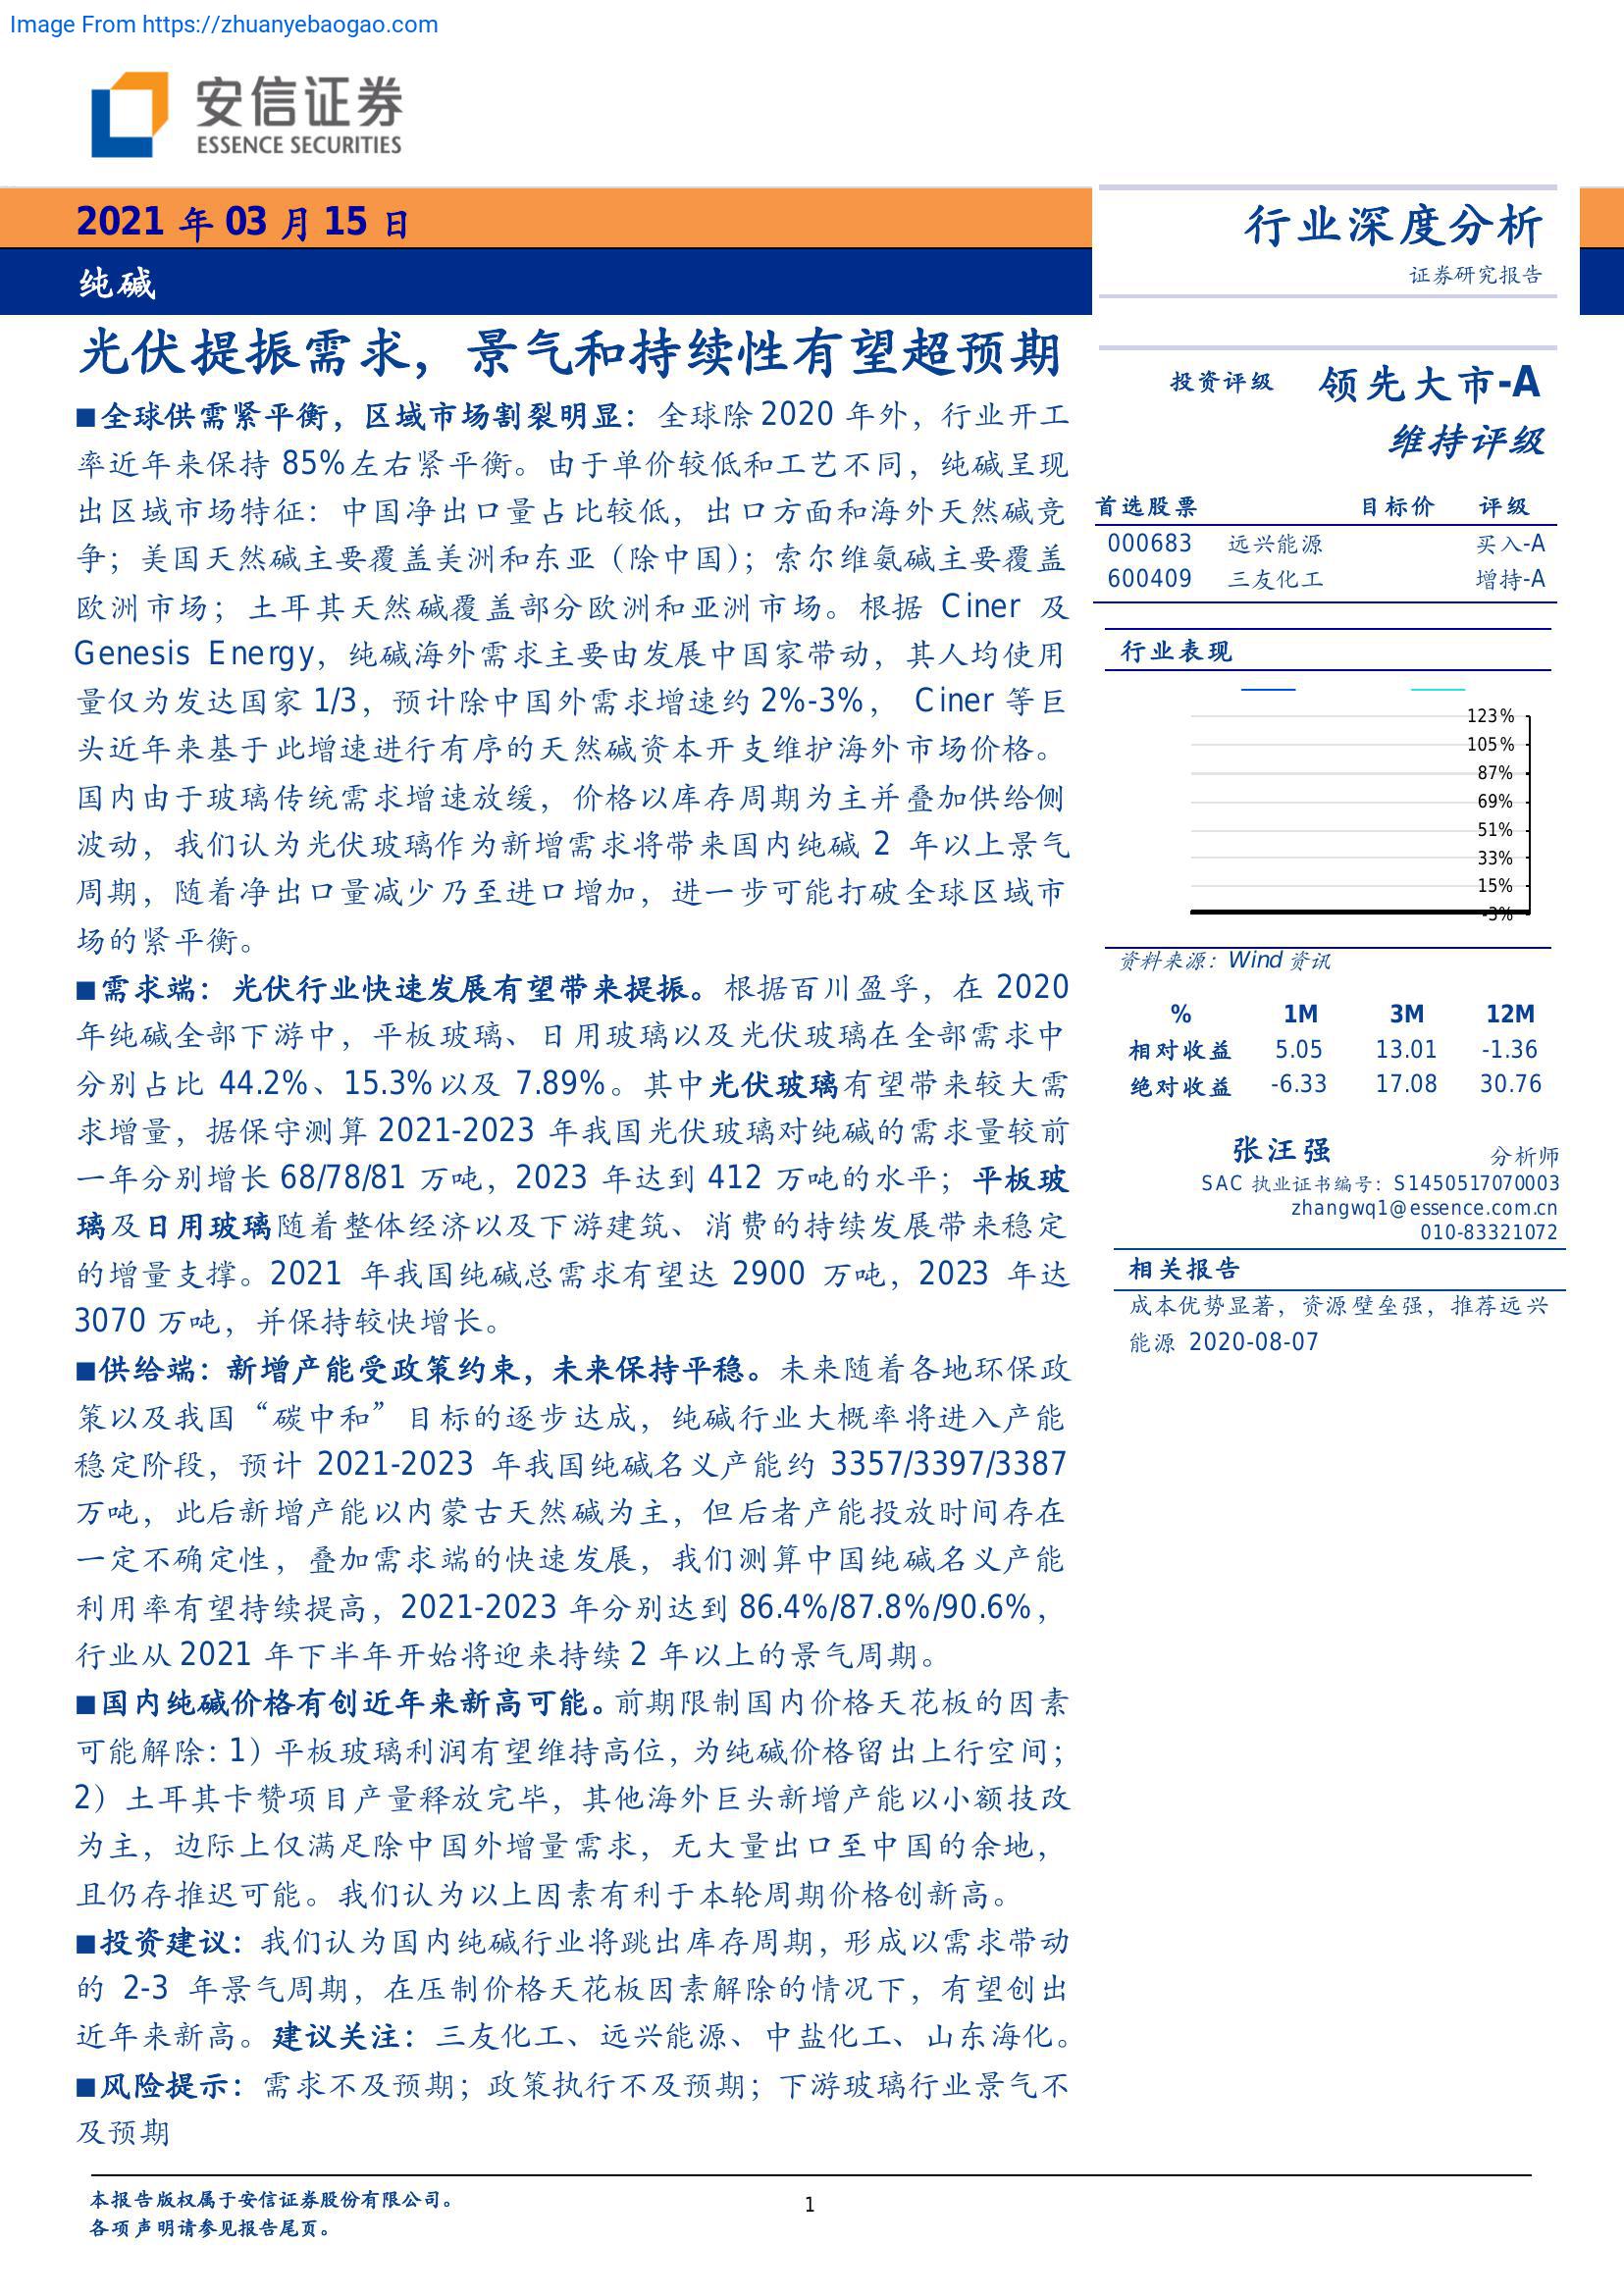 Image From https://zhuanyebaogao.com
安信证券
ESSENCE SECURITIES
2021 年 03 月 15 日
纯碱
行业深度分析
证券研究报告
光伏提振需求，景气和持续性有望超预期
■全球供需紧平衡，区域市场割裂明显：全球除 2020 年外，行业开工
率近年来保持 85%左右紧平衡。由于单价较低和工艺不同，纯碱呈现
出区域市场特征：中国净出口量占比较低，出口方面和海外天然碱竞
争；美国天然碱主要覆盖美洲和东亚（除中国）；索尔维氨碱主要覆盖
欧洲市场；土耳其天然碱覆盖部分欧洲和亚洲市场。根据 Ciner 及
Genesis Energy，纯碱海外需求主要由发展中国家带动，其人均使用
量仅为发达国家 1/3，预计除中国外需求增速约 2%-3%， Ciner 等巨
头近年来基于此增速进行有序的天然碱资本开支维护海外市场价格。
国内由于玻璃传统需求增速放缓，价格以库存周期为主并叠加供给侧
波动，我们认为光伏玻璃作为新增需求将带来国内纯碱 2 年以上景气
周期，随着净出口量减少乃至进口增加，进一步可能打破全球区域市
场的紧平衡。
■需求端：光伏行业快速发展有望带来提振。根据百川盈孚，在 2020
年纯碱全部下游中，平板玻璃、日用玻璃以及光伏玻璃在全部需求中
分别占比 44.2%、15.3%以及 7.89%。其中光伏玻璃有望带来较大需
求增量，据保守测算 2021-2023 年我国光伏玻璃对纯碱的需求量较前
一年分别增长 68/78/81 万吨，2023 年达到 412 万吨的水平；平板玻
璃及日用玻璃随着整体经济以及下游建筑、消费的持续发展带来稳定
的增量支撑。2021 年我国纯碱总需求有望达 2900 万吨，2023 年达
3070 万吨，并保持较快增长。
■供给端：新增产能受政策约束，未来保持平稳。未来随着各地环保政
策以及我国“碳中和”目标的逐步达成，纯碱行业大概率将进入产能
稳定阶段，预计 2021-2023 年我国纯碱名义产能约 3357/3397/3387
万吨，此后新增产能以内蒙古天然碱为主，但后者产能投放时间存在
一定不确定性，叠加需求端的快速发展，我们测算中国纯碱名义产能
利用率有望持续提高，2021-2023 年分别达到 86.4%/87.8%/90.6%，
行业从 2021 年下半年开始将迎来持续 2 年以上的景气周期。
■国内纯碱价格有创近年来新高可能。前期限制国内价格天花板的因素
可能解除：1）平板玻璃利润有望维持高位，为纯碱价格留出上行空间；
2）土耳其卡赞项目产量释放完毕，其他海外巨头新增产能以小额技改
为主，边际上仅满足除中国外增量需求，无大量出口至中国的余地，
且仍存推迟可能。我们认为以上因素有利于本轮周期价格创新高。
■投资建议：我们认为国内纯碱行业将跳出库存周期，形成以需求带动
的 2-3 年景气周期，在压制价格天花板因素解除的情况下，有望创出
近年来新高。建议关注：三友化工、远兴能源、中盐化工、山东海化。
■风险提示：需求不及预期；政策执行不及预期；下游玻璃行业景气不
及预期
投资评级 领先大市-A
维持评级
首选股票 目标价 评级
000683 远兴能源 买入-A
600409 三友化工 增持-A
行业表现
123%
105%
87%
69%
51%
33%
15%
-3%
资料来源：Wind 资讯
% 1M 3M 12M
相对收益 5.05 13.01 -1.36
绝对收益 -6.33 17.08 30.76
张汪强 分析师
SAC 执业证书编号：S1450517070003
zhangwq1@essence.com.cn
010-83321072
相关报告
成本优势显著，资源壁垒强，推荐远兴
能源 2020-08-07
本报告版权属于安信证券股份有限公司。
各项声明请参见报告尾页。
1